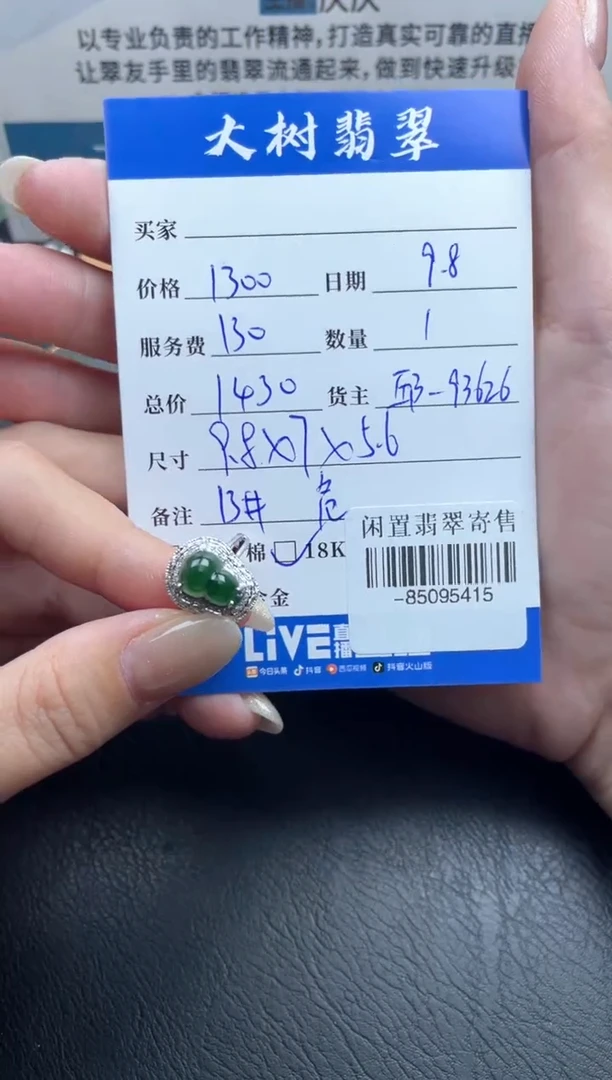 以专业负责的工作精神,打造真实可靠的直播
让翠友手里的翡翠流通起来,做到快速升级
大树翡翠
买家
价格 1300 日期 9.8
服务费 130 数量 1
总价 1430 货主
-93626
尺寸 9.8X7X5.6
备注 13# 危
棉 □ 18K
闲置翡翠寄售
-85095415
金
LiVE 直播
今日头条 抖音 西瓜视频 抖音火山版